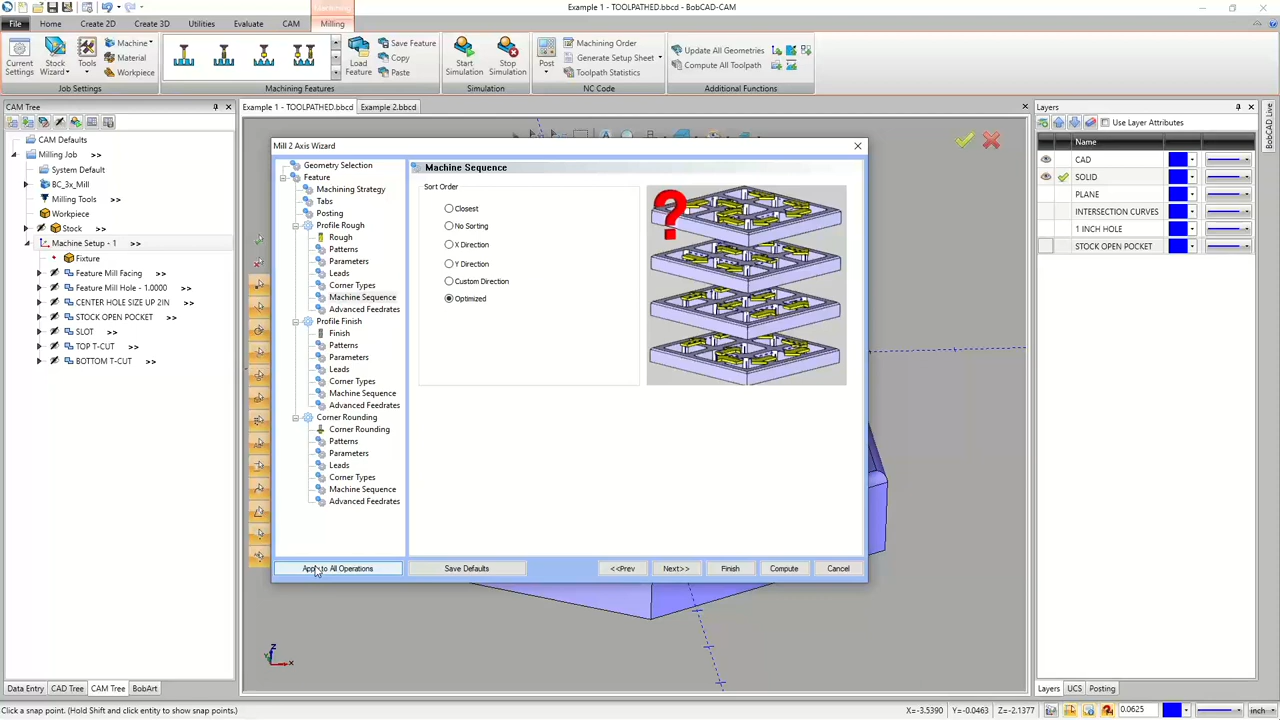 Example 1 - TOOLPATHED.bbcd - BobCAD-CAM
File Home Create 2D Create 3D Utilities Evaluate CAM Milling
Current Settings
Stock Wizard
Tools
Machine
Material
Workpiece
Job Settings
Load Feature
Save Feature
Copy
Paste
Machining Features
Start Simulation
Stop Simulation
Simulation
Post
Machining Order
Generate Setup Sheet
Toolpath Statistics
NC Code
Update All Geometries
Compute All Toolpath
Additional Functions
CAM Tree
CAM Defaults
Milling Job >>
System Default
BC_3x_Mill
Milling Tools >>
Workpiece
Stock >>
Machine Setup - 1 >>
Fixture
Feature Mill Facing >>
Feature Mill Hole - 1.0000 >>
CENTER HOLE SIZE UP 2IN >>
STOCK OPEN POCKET >>
SLOT >>
TOP T-CUT >>
BOTTOM T-CUT >>
Data Entry CAD Tree CAM Tree BobArt
Example 1 - TOOLPATHED.bbcd Example 2.bbcd
Mill 2 Axis Wizard
Geometry Selection
Feature
Machining Strategy
Tabs
Posting
Profile Rough
Rough
Patterns
Parameters
Leads
Corner Types
Machine Sequence
Advanced Feedrates
Profile Finish
Finish
Patterns
Parameters
Leads
Corner Types
Machine Sequence
Advanced Feedrates
Corner Rounding
Corner Rounding
Patterns
Parameters
Leads
Corner Types
Machine Sequence
Advanced Feedrates
Machine Sequence
Sort Order
Closest
No Sorting
X Direction
Y Direction
Custom Direction
Optimized
?
Apply to All Operations Save Defaults <<Prev Next>> Finish Compute Cancel
Z
X
Layers
Use Layer Attributes
Name
CAD
SOLID
PLANE
INTERSECTION CURVES
1 INCH HOLE
STOCK OPEN POCKET
Layers UCS Posting
BobCAD Live
Click a snap point. (Hold Shift and click entity to show snap points.) X=-3.5390 Y=-0.0463 Z=-2.1377 0.0625 inch